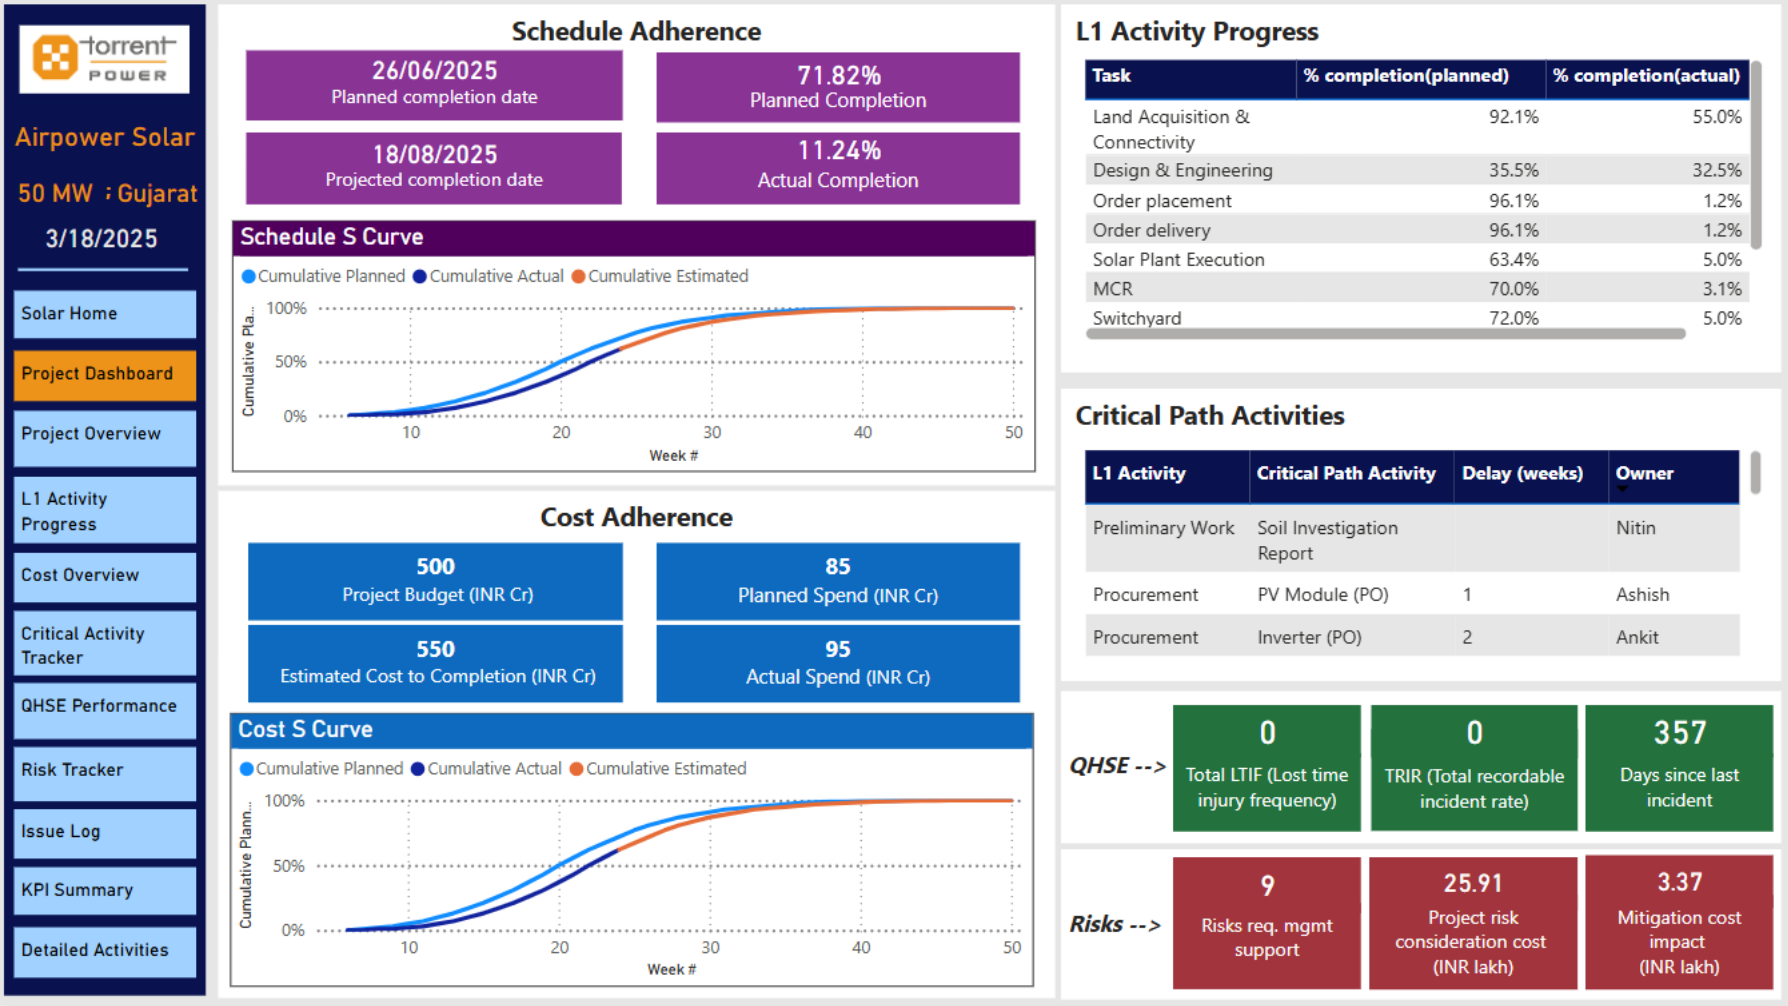 torrent
POWER
Airpower Solar
50 MW ; Gujarat
3/18/2025
Solar Home
Project Dashboard
Project Overview
L1 Activity
Progress
Cost Overview
Critical Activity
Tracker
QHSE Performance
Risk Tracker
Issue Log
KPI Summary
Detailed Activities
Schedule Adherence
26/06/2025
Planned completion date
71.82%
Planned Completion
18/08/2025
Projected completion date
11.24%
Actual Completion
Schedule S Curve
Cumulative Planned Cumulative Actual Cumulative Estimated
Cumulative Pla...
100%
50%
0%
10 20 30 40 50
Week #
Cost Adherence
500
Project Budget (INR Cr)
85
Planned Spend (INR Cr)
550
Estimated Cost to Completion (INR Cr)
95
Actual Spend (INR Cr)
Cost S Curve
Cumulative Planned Cumulative Actual Cumulative Estimated
Cumulative Plann...
100%
50%
0%
10 20 30 40 50
Week #
L1 Activity Progress
Task % completion(planned) % completion(actual)
Land Acquisition &
Connectivity 92.1% 55.0%
Design & Engineering 35.5% 32.5%
Order placement 96.1% 1.2%
Order delivery 96.1% 1.2%
Solar Plant Execution 63.4% 5.0%
MCR 70.0% 3.1%
Switchyard 72.0% 5.0%
Critical Path Activities
L1 Activity Critical Path Activity Delay (weeks) Owner
Preliminary Work Soil Investigation
Report Nitin
Procurement PV Module (PO) 1 Ashish
Procurement Inverter (PO) 2 Ankit
QHSE -->
0
Total LTIF (Lost time
injury frequency)
0
TRIR (Total recordable
incident rate)
357
Days since last
incident
Risks -->
9
Risks req. mgmt
support
25.91
Project risk
consideration cost
(INR lakh)
3.37
Mitigation cost
impact
(INR lakh)